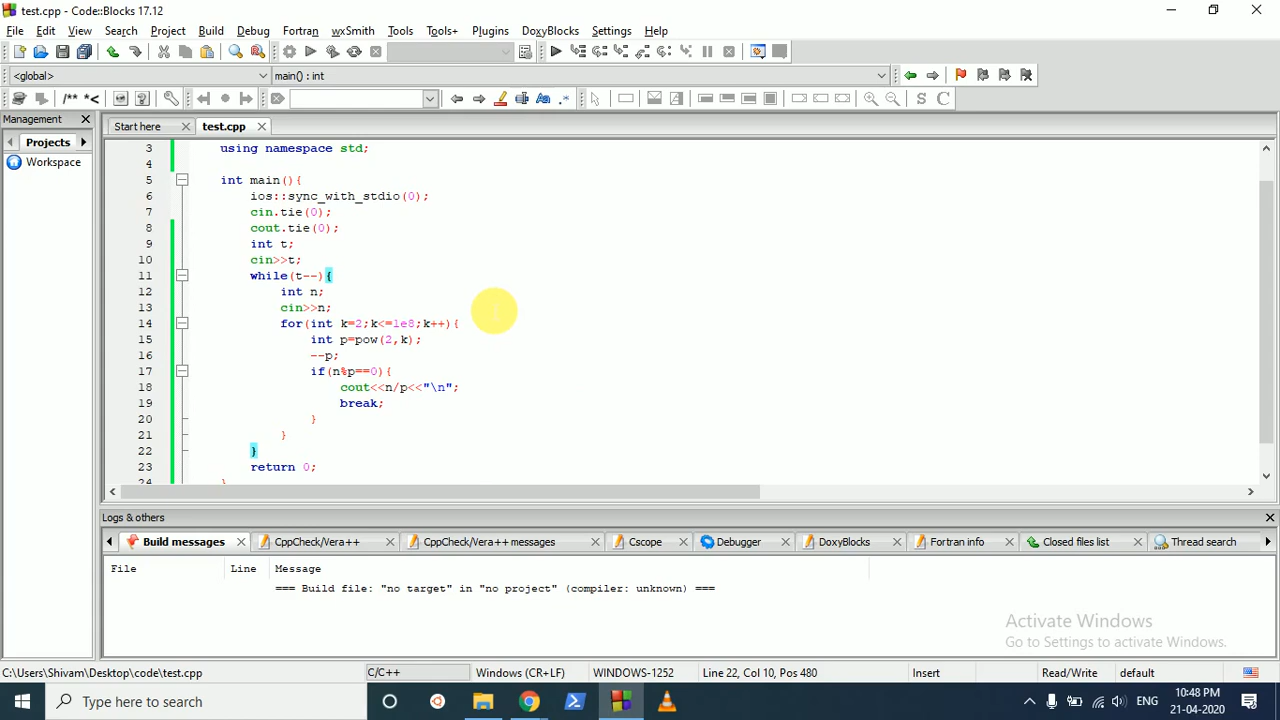 test.cpp - Code::Blocks 17.12
File Edit View Search Project Build Debug Fortran wxSmith Tools Tools+ Plugins DoxyBlocks Settings Help
<global> main() : int
/** *<
S C
Management
Projects
Workspace
Start here test.cpp
3 using namespace std;
4
5 int main(){
6 ios::sync_with_stdio(0);
7 cin.tie(0);
8 cout.tie(0);
9 int t;
10 cin>>t;
11 while(t--){
12 int n;
13 cin>>n;
14 for(int k=2;k<=1e8;k++){
15 int p=pow(2,k);
16 --p;
17 if(n%p==0){
18 cout<<n/p<<"\n";
19 break;
20 }
21 }
22 }
23 return 0;
24 }
Logs & others
Build messages CppCheck/Vera++ CppCheck/Vera++ messages Cscope Debugger DoxyBlocks Fortran info Closed files list Thread search
File Line Message
=== Build file: "no target" in "no project" (compiler: unknown) ===
Activate Windows
Go to Settings to activate Windows.
C:\Users\Shivam\Desktop\code\test.cpp C/C++ Windows (CR+LF) WINDOWS-1252 Line 22, Col 10, Pos 480 Insert Read/Write default
Type here to search
ENG
10:48 PM
21-04-2020